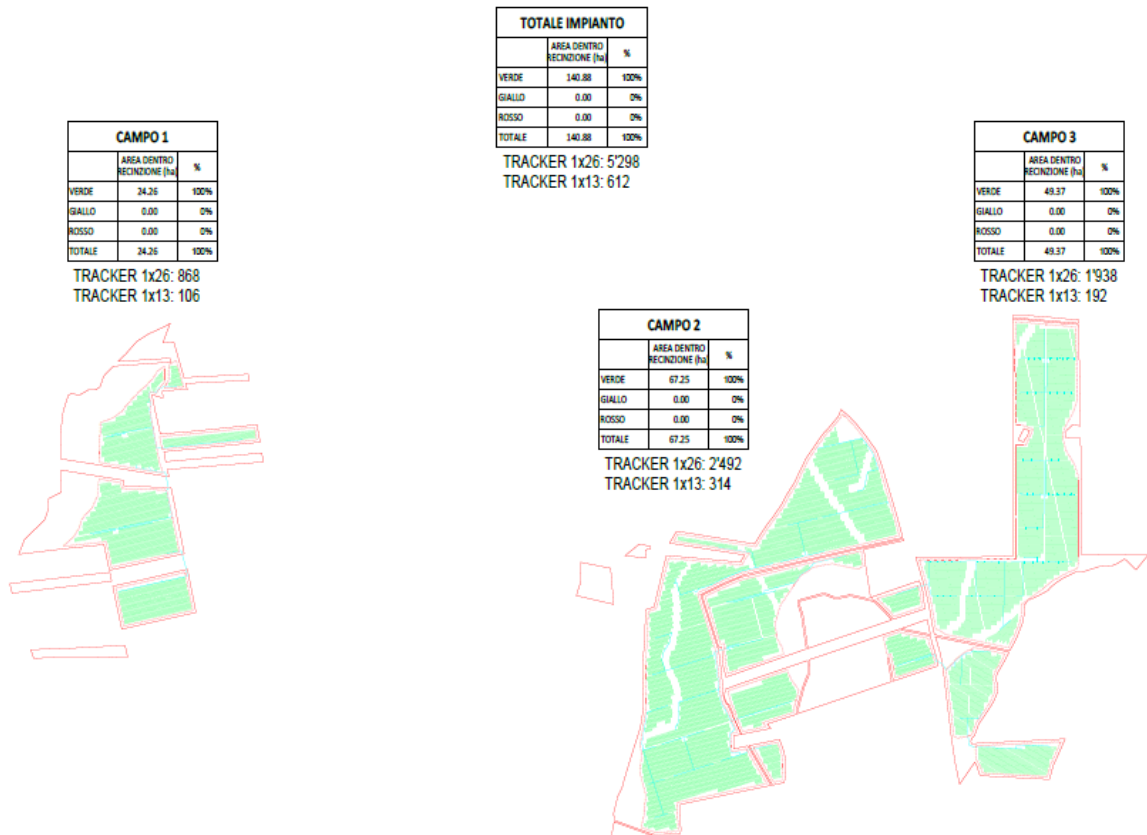 TOTALE IMPIANTO
AREA DENTRO RECINZIONE (ha) %
VERDE 140.88 100%
GIALLO 0.00 0%
ROSSO 0.00 0%
TOTALE 140.88 100%
TRACKER 1x26: 5'298
TRACKER 1x13: 612
CAMPO 1
AREA DENTRO RECINZIONE (ha) %
VERDE 24.26 100%
GIALLO 0.00 0%
ROSSO 0.00 0%
TOTALE 24.26 100%
TRACKER 1x26: 868
TRACKER 1x13: 106
CAMPO 3
AREA DENTRO RECINZIONE (ha) %
VERDE 49.37 100%
GIALLO 0.00 0%
ROSSO 0.00 0%
TOTALE 49.37 100%
TRACKER 1x26: 1'938
TRACKER 1x13: 192
CAMPO 2
AREA DENTRO RECINZIONE (ha) %
VERDE 67.25 100%
GIALLO 0.00 0%
ROSSO 0.00 0%
TOTALE 67.25 100%
TRACKER 1x26: 2'492
TRACKER 1x13: 314